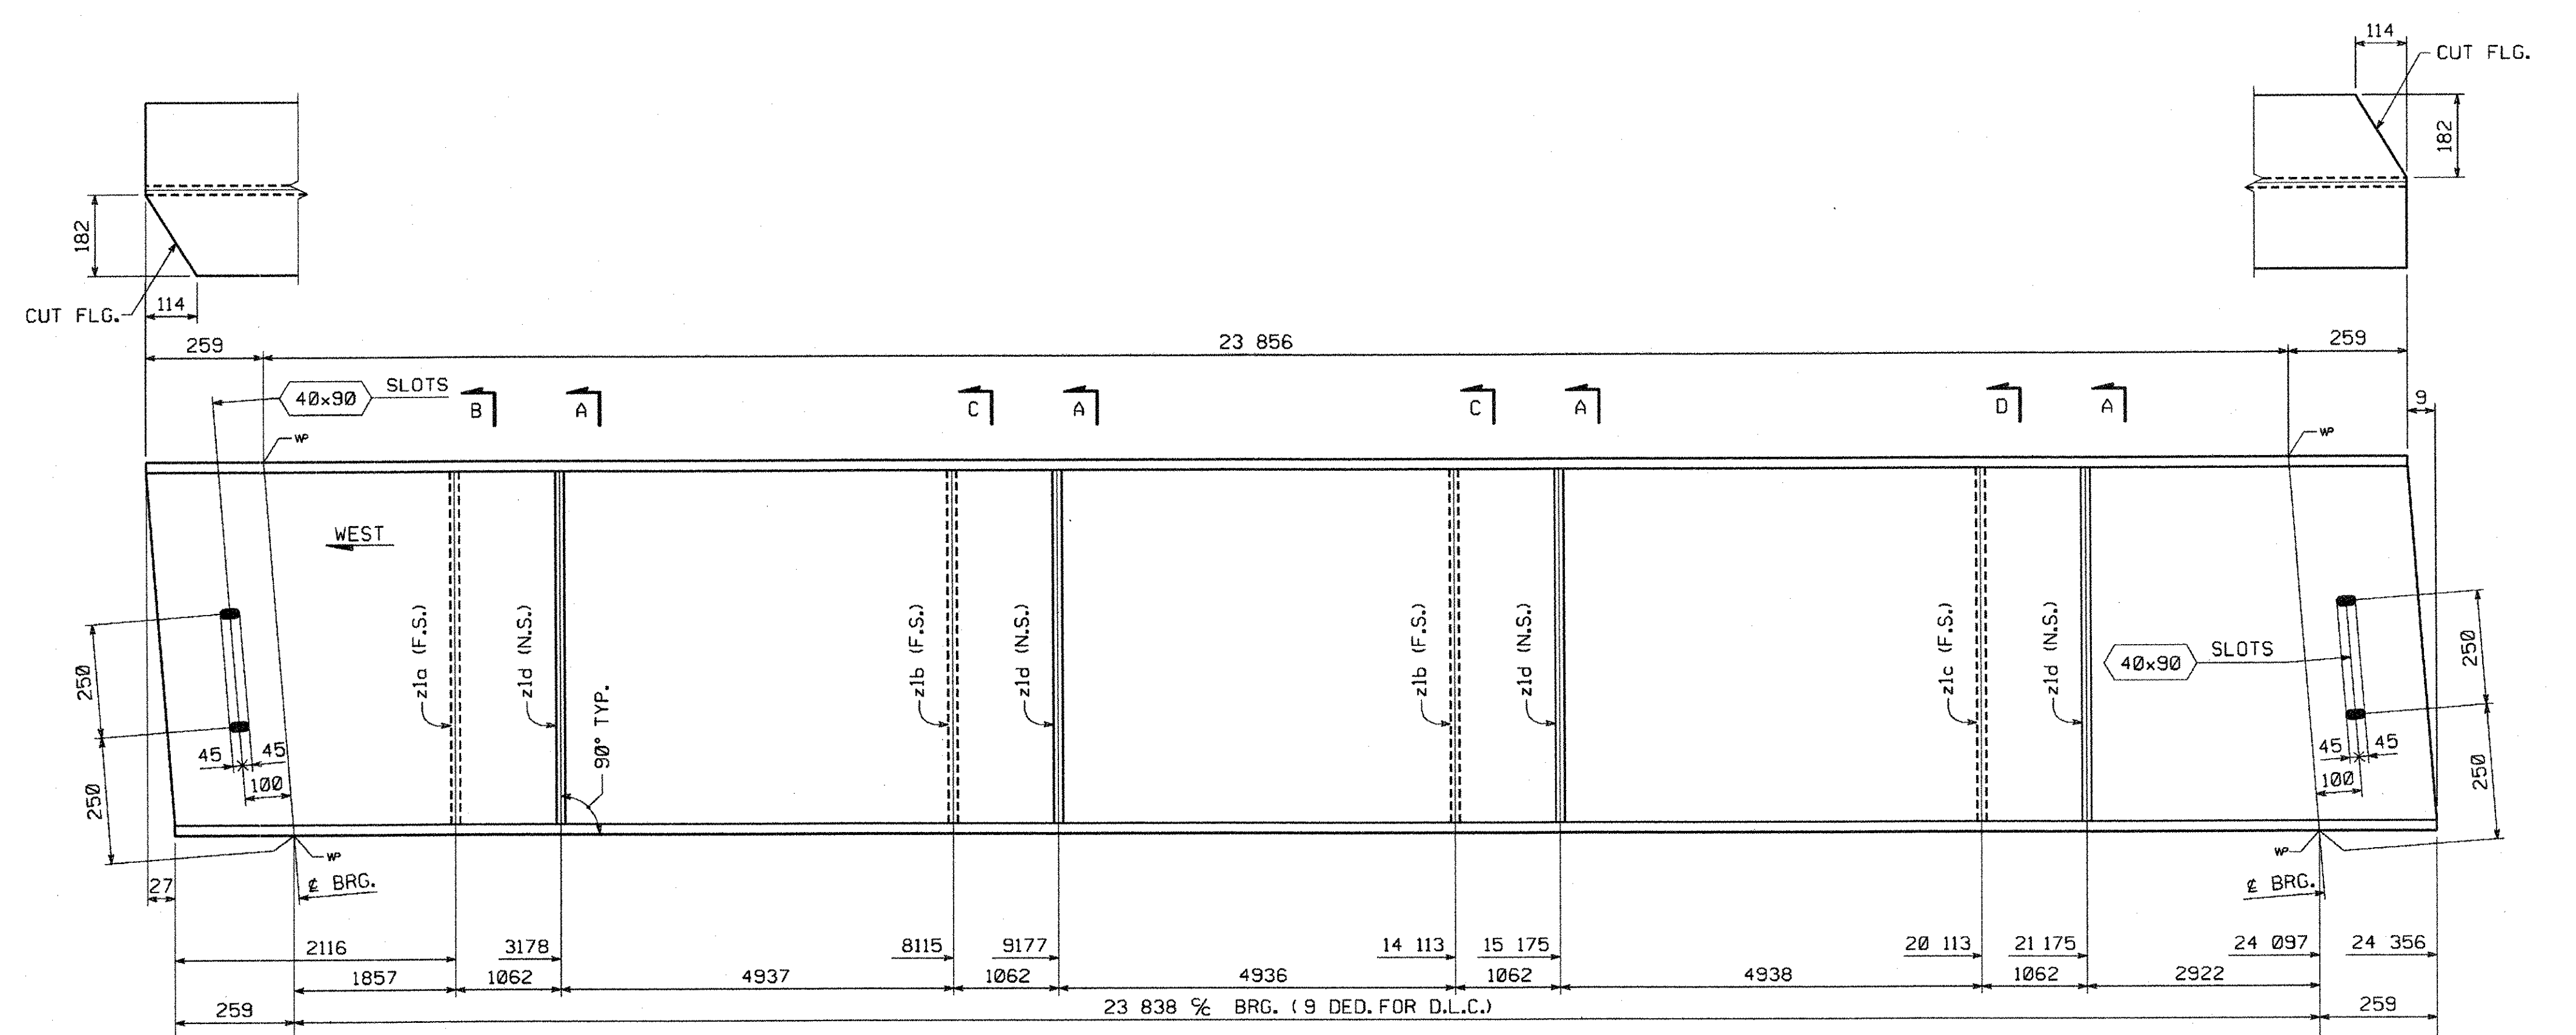 114
CUT FLG.
182
182
114
CUT FLG.
259
23 856
259
40x90
SLOTS
B
A
C
A
C
A
D
A
9
WP
WP
WEST
z1a (F.S.)
z1d (N.S.)
90° TYP.
z1b (F.S.)
z1d (N.S.)
z1b (F.S.)
z1d (N.S.)
z1c (F.S.)
z1d (N.S.)
40x90
SLOTS
250
250
45
45
100
250
250
45
45
100
WP
℄ BRG.
WP
℄ BRG.
27
2116
3178
8115
9177
14 113
15 175
20 113
21 175
24 097
24 356
1857
1062
4937
1062
4936
1062
4938
1062
2922
259
23 838 C/C BRG. (9 DED. FOR D.L.C.)
259